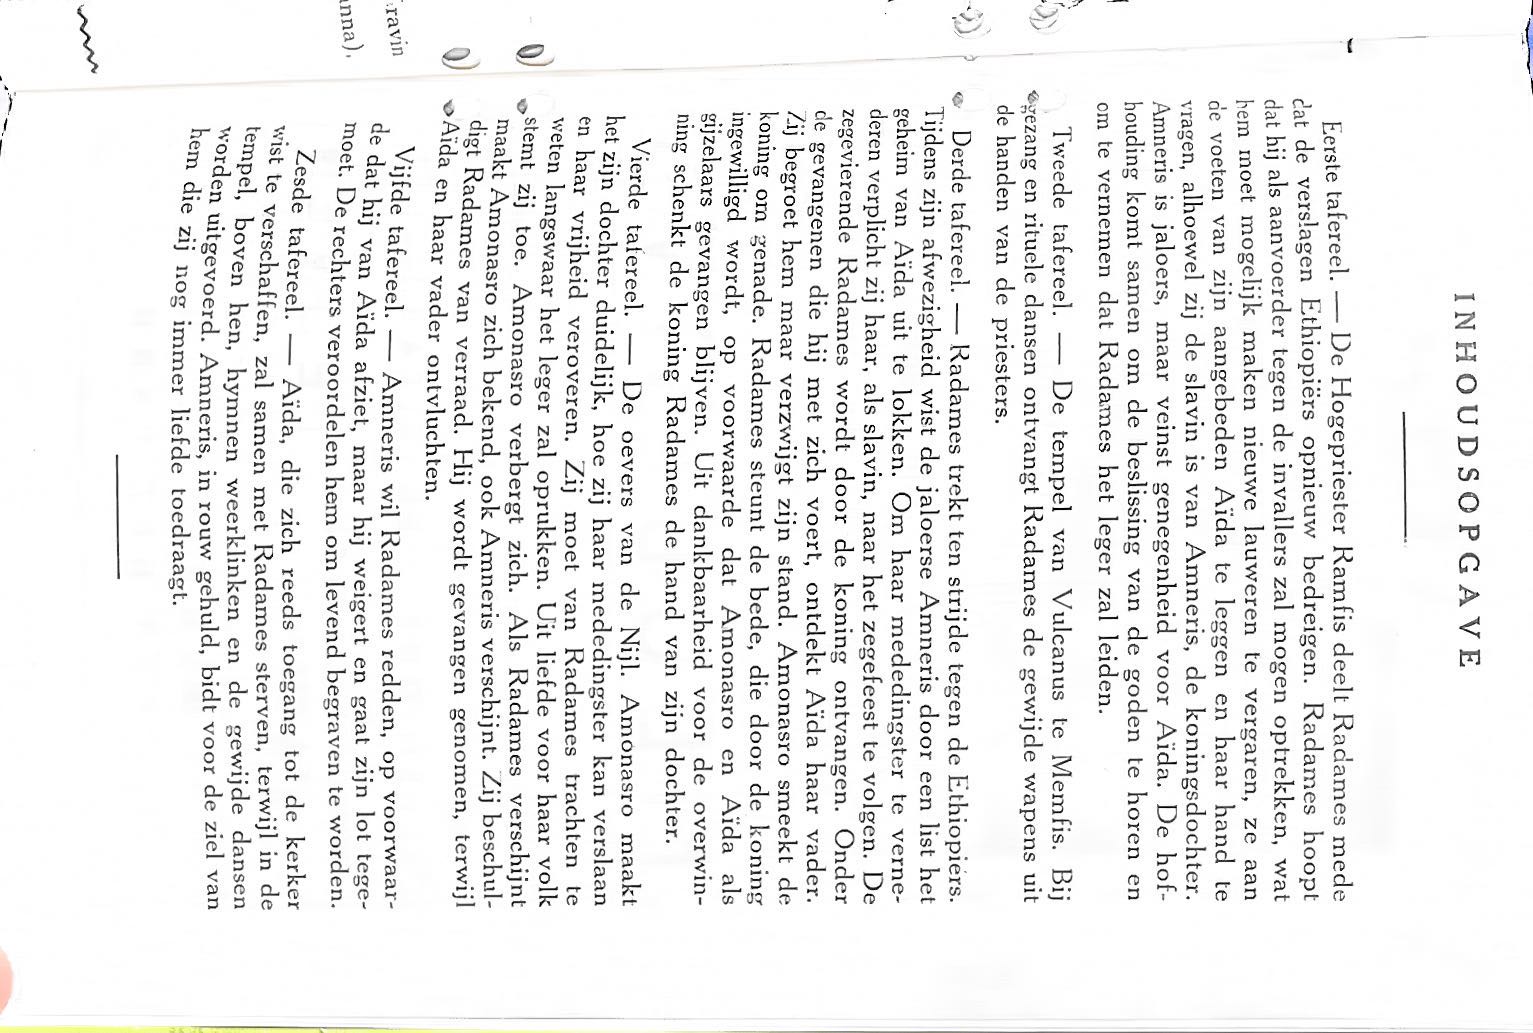 INHOUDSOPGAVE
Eerste tafereel. — De Hogepriester Ramfis deelt Radames mede
dat de verslagen Ethiopiërs opnieuw bedreigen. Radames hoopt
dat hij als aanvoerder tegen de invallers zal mogen optrekken, wat
hem moet mogelijk maken nieuwe lauweren te vergaren, ze aan
de voeten van zijn aangebeden Aïda te leggen en haar hand te
vragen, alhoewel zij de slavin is van Amneris, de koningsdochter.
Amneris is jaloers, maar veinst genegenheid voor Aïda. De hof-
houding komt samen om de beslissing van de goden te horen en
om te vernemen dat Radames het leger zal leiden.
Tweede tafereel. — De tempel van Vulcanus te Memfis. Bij
gezang en rituele dansen ontvangt Radames de gewijde wapens uit
de handen van de priesters.
Derde tafereel. — Radames trekt ten strijde tegen de Ethiopiërs.
Tijdens zijn afwezigheid wist de jaloerse Amneris door een list het
geheim van Aïda uit te lokken. Om haar mededingster te verne-
deren verplicht zij haar, als slavin, naar het zegefeest te volgen. De
zegevierende Radames wordt door de koning ontvangen. Onder
de gevangenen die hij met zich voert, ontdekt Aïda haar vader.
Zij begroet hem maar verzwijgt zijn stand. Amonasro smeekt de
koning om genade. Radames steunt de bede, die door de koning
ingewilligd wordt, op voorwaarde dat Amonasro en Aïda als
gijzelaars gevangen blijven. Uit dankbaarheid voor de overwin-
ning schenkt de koning Radames de hand van zijn dochter.
Vierde tafereel. — De oevers van de Nijl. Amonasro maakt
het zijn dochter duidelijk, hoe zij haar mededingster kan verslaan
en haar vrijheid veroveren. Zij moet van Radames trachten te
weten langswaar het leger zal oprukken. Uit liefde voor haar volk
stemt zij toe. Amonasro verbergt zich. Als Radames verschijnt
maakt Amonasro zich bekend, ook Amneris verschijnt. Zij beschul-
digt Radames van verraad. Hij wordt gevangen genomen, terwijl
Aïda en haar vader ontvluchten.
Vijfde tafereel. — Amneris wil Radames redden, op voorwaar-
de dat hij van Aïda afziet, maar hij weigert en gaat zijn lot tege-
moet. De rechters veroordelen hem om levend begraven te worden.
Zesde tafereel. — Aïda, die zich reeds toegang tot de kerker
wist te verschaffen, zal samen met Radames sterven, terwijl in de
tempel, boven hen, hymnen weerklinken en de gewijde dansen
worden uitgevoerd. Amneris, in rouw gehuld, bidt voor de ziel van
hem die zij nog immer liefde toedraagt.
ravin
anna).